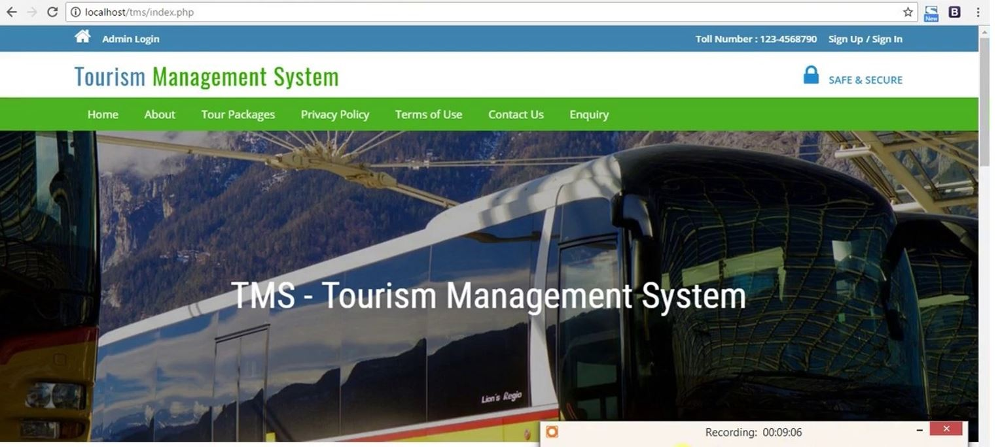 localhost/tms/index.php
New
B
Admin Login
Toll Number : 123-4568790 Sign Up / Sign In
Tourism Management System
SAFE & SECURE
Home About Tour Packages Privacy Policy Terms of Use Contact Us Enquiry
TMS - Tourism Management System
Lion's Regio
Recording: 00:09:06